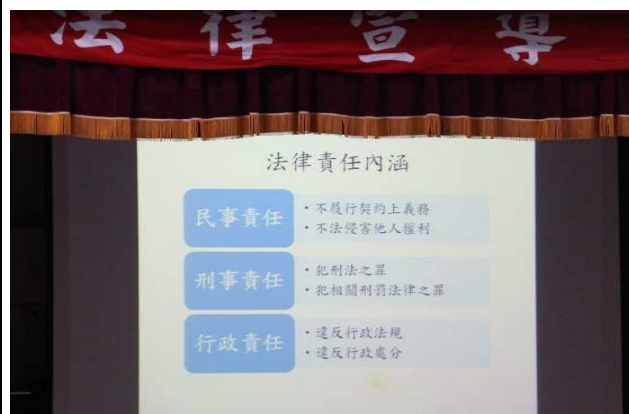 法律宣導
法律責任內涵
民事責任
・不履行契約上義務
・不法侵害他人權利
刑事責任
・犯刑法之罪
・犯相關刑罰法律之罪
行政責任
・違反行政法規
・違反行政處分